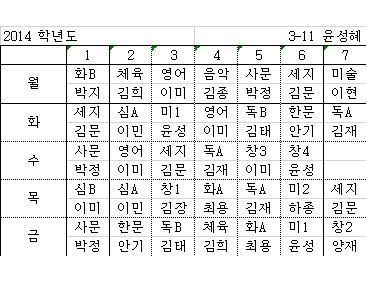 2014 학년도 3-11 윤성혜
1 2 3 4 5 6 7
월 화B 체육 영어 음악 사문 세지 미술
박지 김희 이미 김종 박정 김문 이현
화 세지 심A 미1 영어 독B 한문 독A
김문 이민 윤성 이미 김태 안기 김재
수 사문 영어 세지 독A 창3 창4
박정 이미 김문 김재 이미 윤성
목 심B 심A 창1 화A 독A 미2 세지
이미 이민 김장 최용 김재 하종 김문
금 사문 한문 독B 체육 화A 미1 창2
박정 안기 김태 김희 최용 윤성 양재